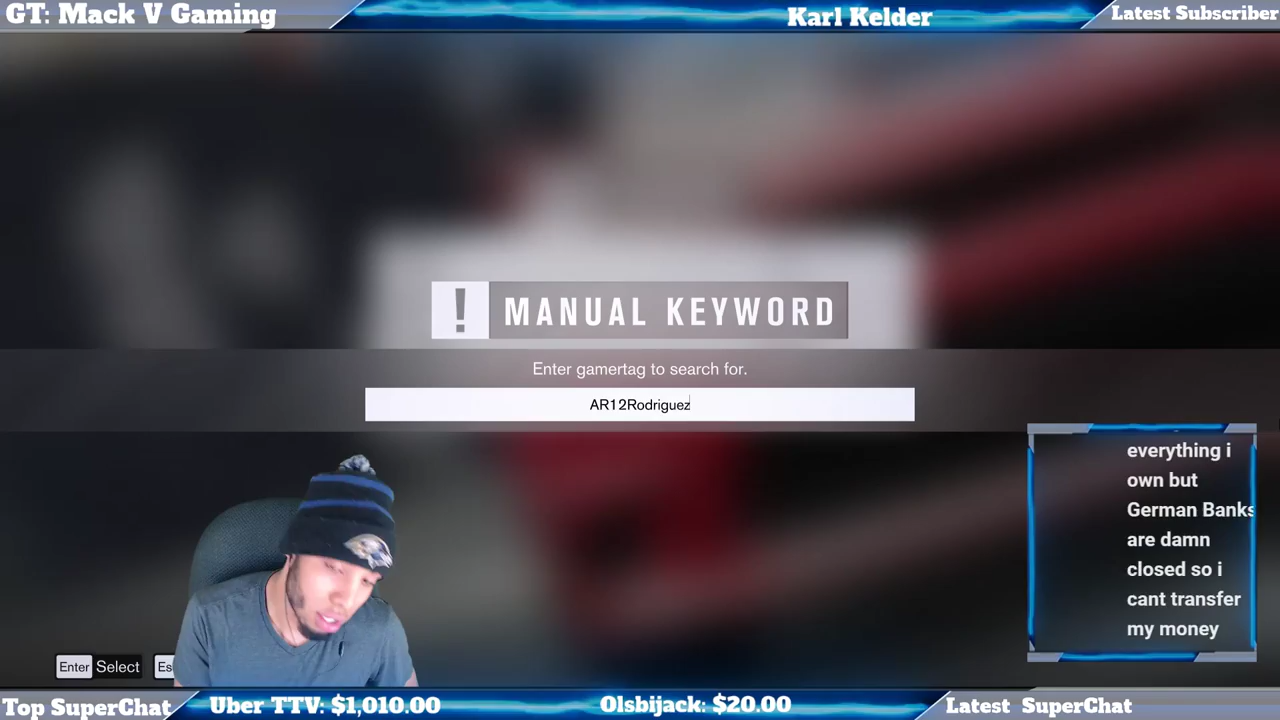 GT: Mack V Gaming
Karl Kelder
Latest Subscriber
! MANUAL KEYWORD
Enter gamertag to search for.
AR12Rodriguez
everything i
own but
German Banks
are damn
closed so i
cant transfer
my money
Enter Select Es
Top SuperChat
Uber TTV: $1,010.00
Olsbijack: $20.00
Latest SuperChat